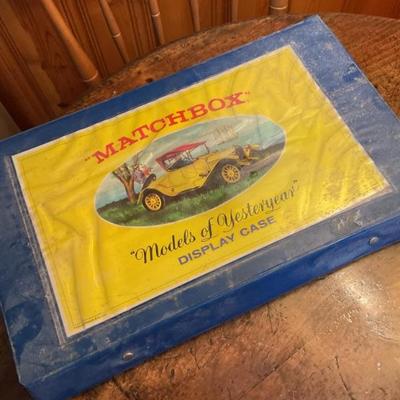 "MATCHBOX"
"Models of Yesteryear"
DISPLAY CASE